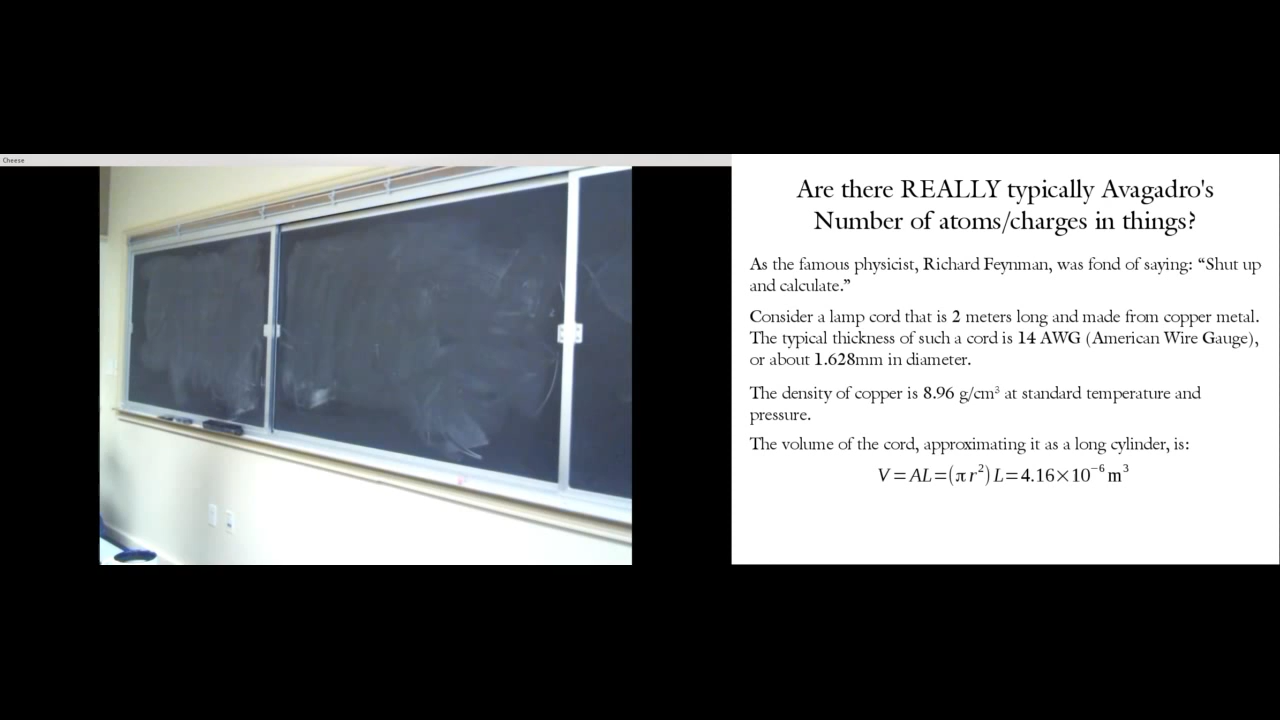 Cheese
Are there REALLY typically Avagadro's
Number of atoms/charges in things?
As the famous physicist, Richard Feynman, was fond of saying: “Shut up
and calculate.”
Consider a lamp cord that is 2 meters long and made from copper metal.
The typical thickness of such a cord is 14 AWG (American Wire Gauge),
or about 1.628mm in diameter.
The density of copper is 8.96 g/cm³ at standard temperature and
pressure.
The volume of the cord, approximating it as a long cylinder, is:
V=AL=(πr²)L=4.16×10⁻⁶m³